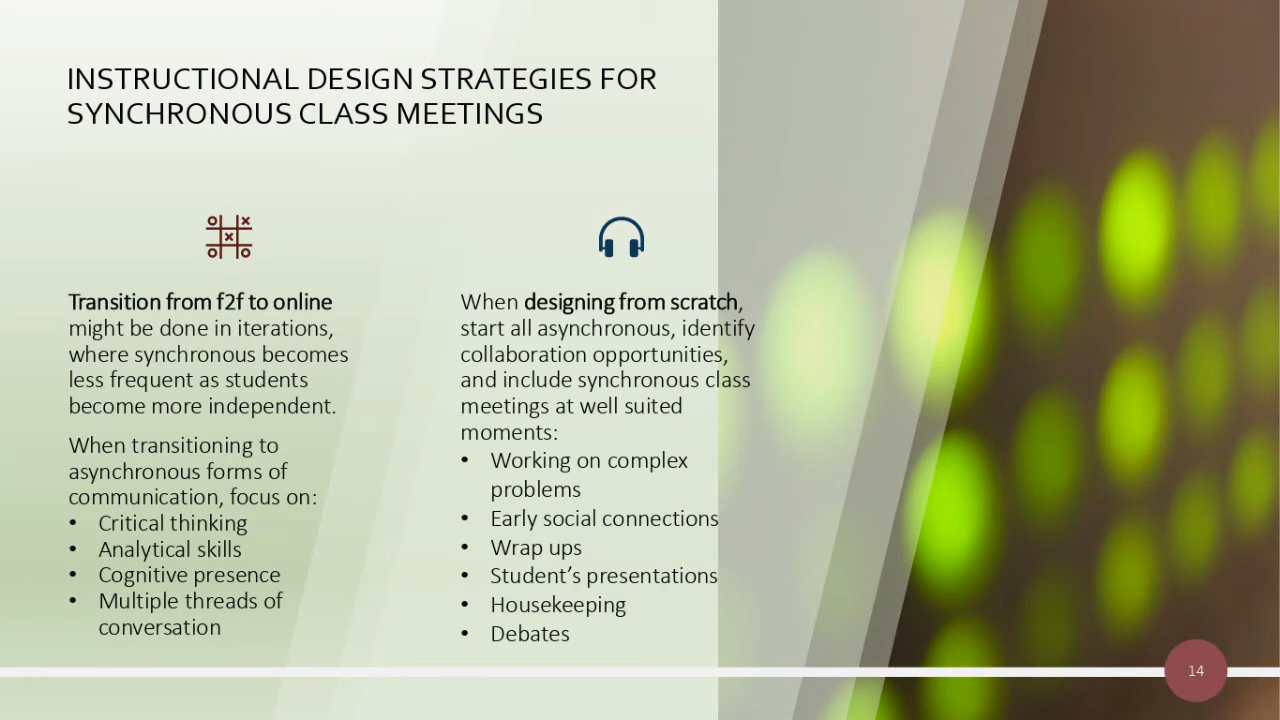 INSTRUCTIONAL DESIGN STRATEGIES FOR
SYNCHRONOUS CLASS MEETINGS
Transition from f2f to online
might be done in iterations,
where synchronous becomes
less frequent as students
become more independent.
When transitioning to
asynchronous forms of
communication, focus on:
• Critical thinking
• Analytical skills
• Cognitive presence
• Multiple threads of
conversation
When designing from scratch,
start all asynchronous, identify
collaboration opportunities,
and include synchronous class
meetings at well suited
moments:
• Working on complex
problems
• Early social connections
• Wrap ups
• Student’s presentations
• Housekeeping
• Debates
14